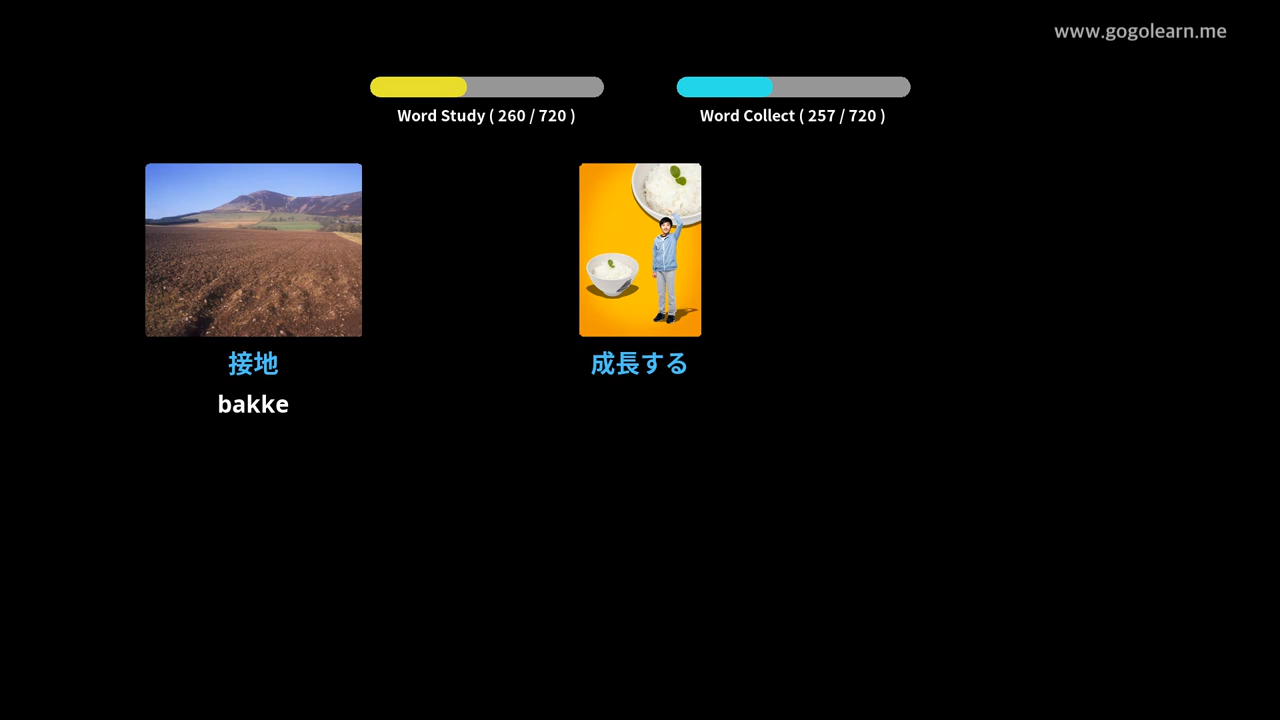 www.gogolearn.me
Word Study ( 260 / 720 )
Word Collect ( 257 / 720 )
接地
成長する
bakke